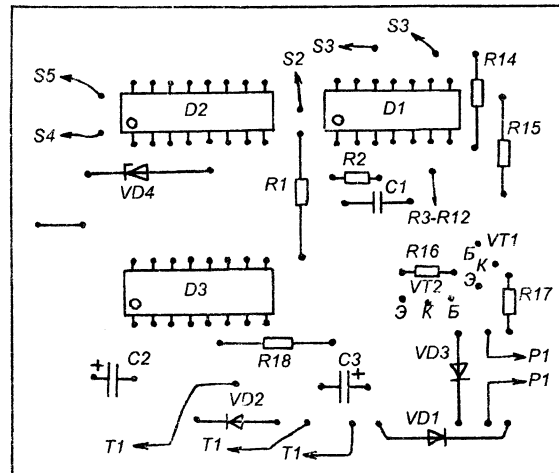 S5
S4
S2
S3
S3
R14
D2
D1
R15
VD4
R1
R2
C1
R3-R12
R16
VT1
Б
К
Э
VT2
Э К Б
R17
D3
R18
C2
+
C3
+
VD3
P1
P1
VD2
VD1
T1
T1
T1